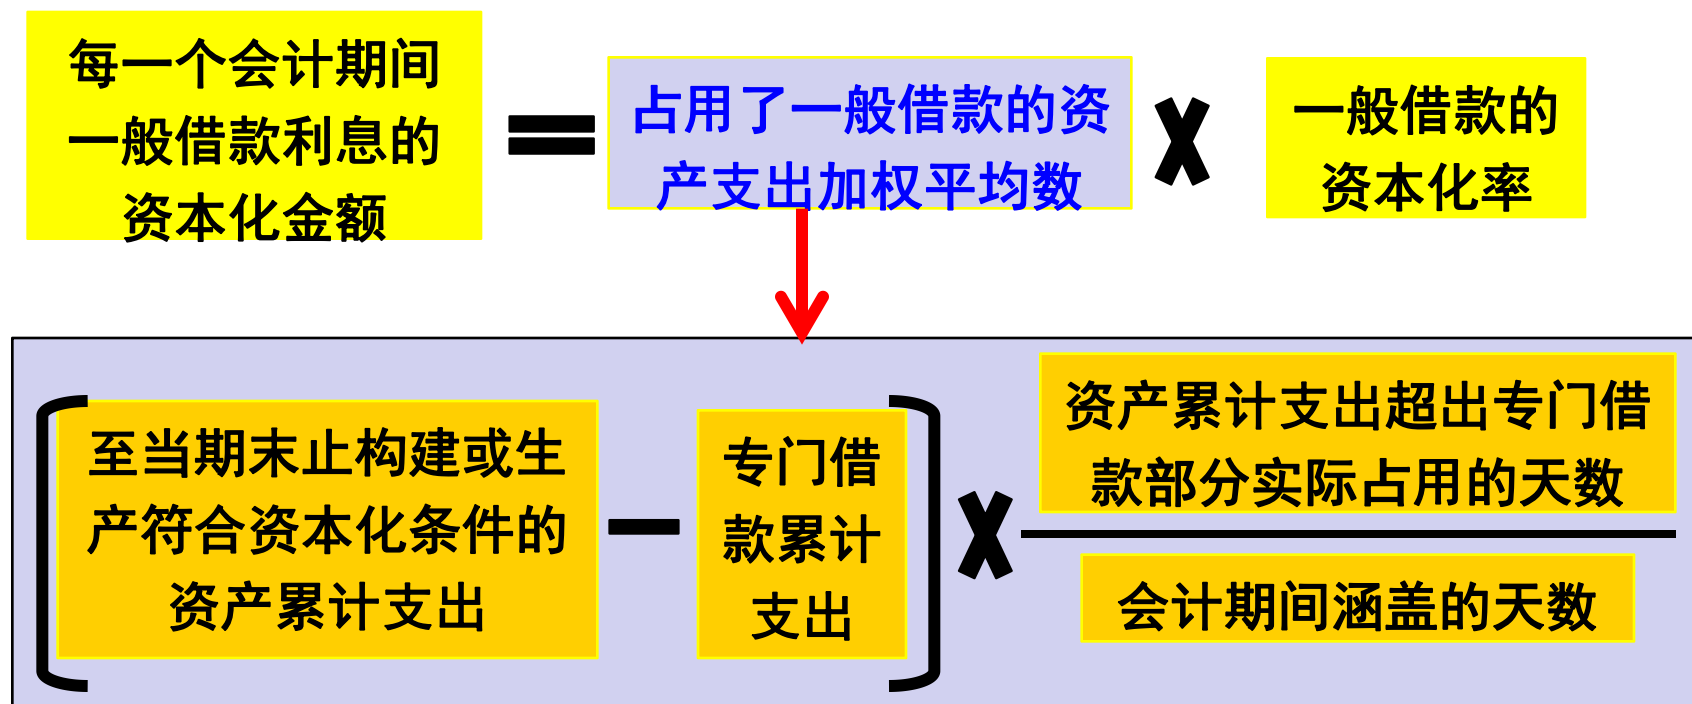 每一个会计期间
一般借款利息的
资本化金额
=
占用了一般借款的资
产支出加权平均数
×
一般借款的
资本化率
至当期末止构建或生
产符合资本化条件的
资产累计支出
－
专门借
款累计
支出
×
资产累计支出超出专门借
款部分实际占用的天数
会计期间涵盖的天数